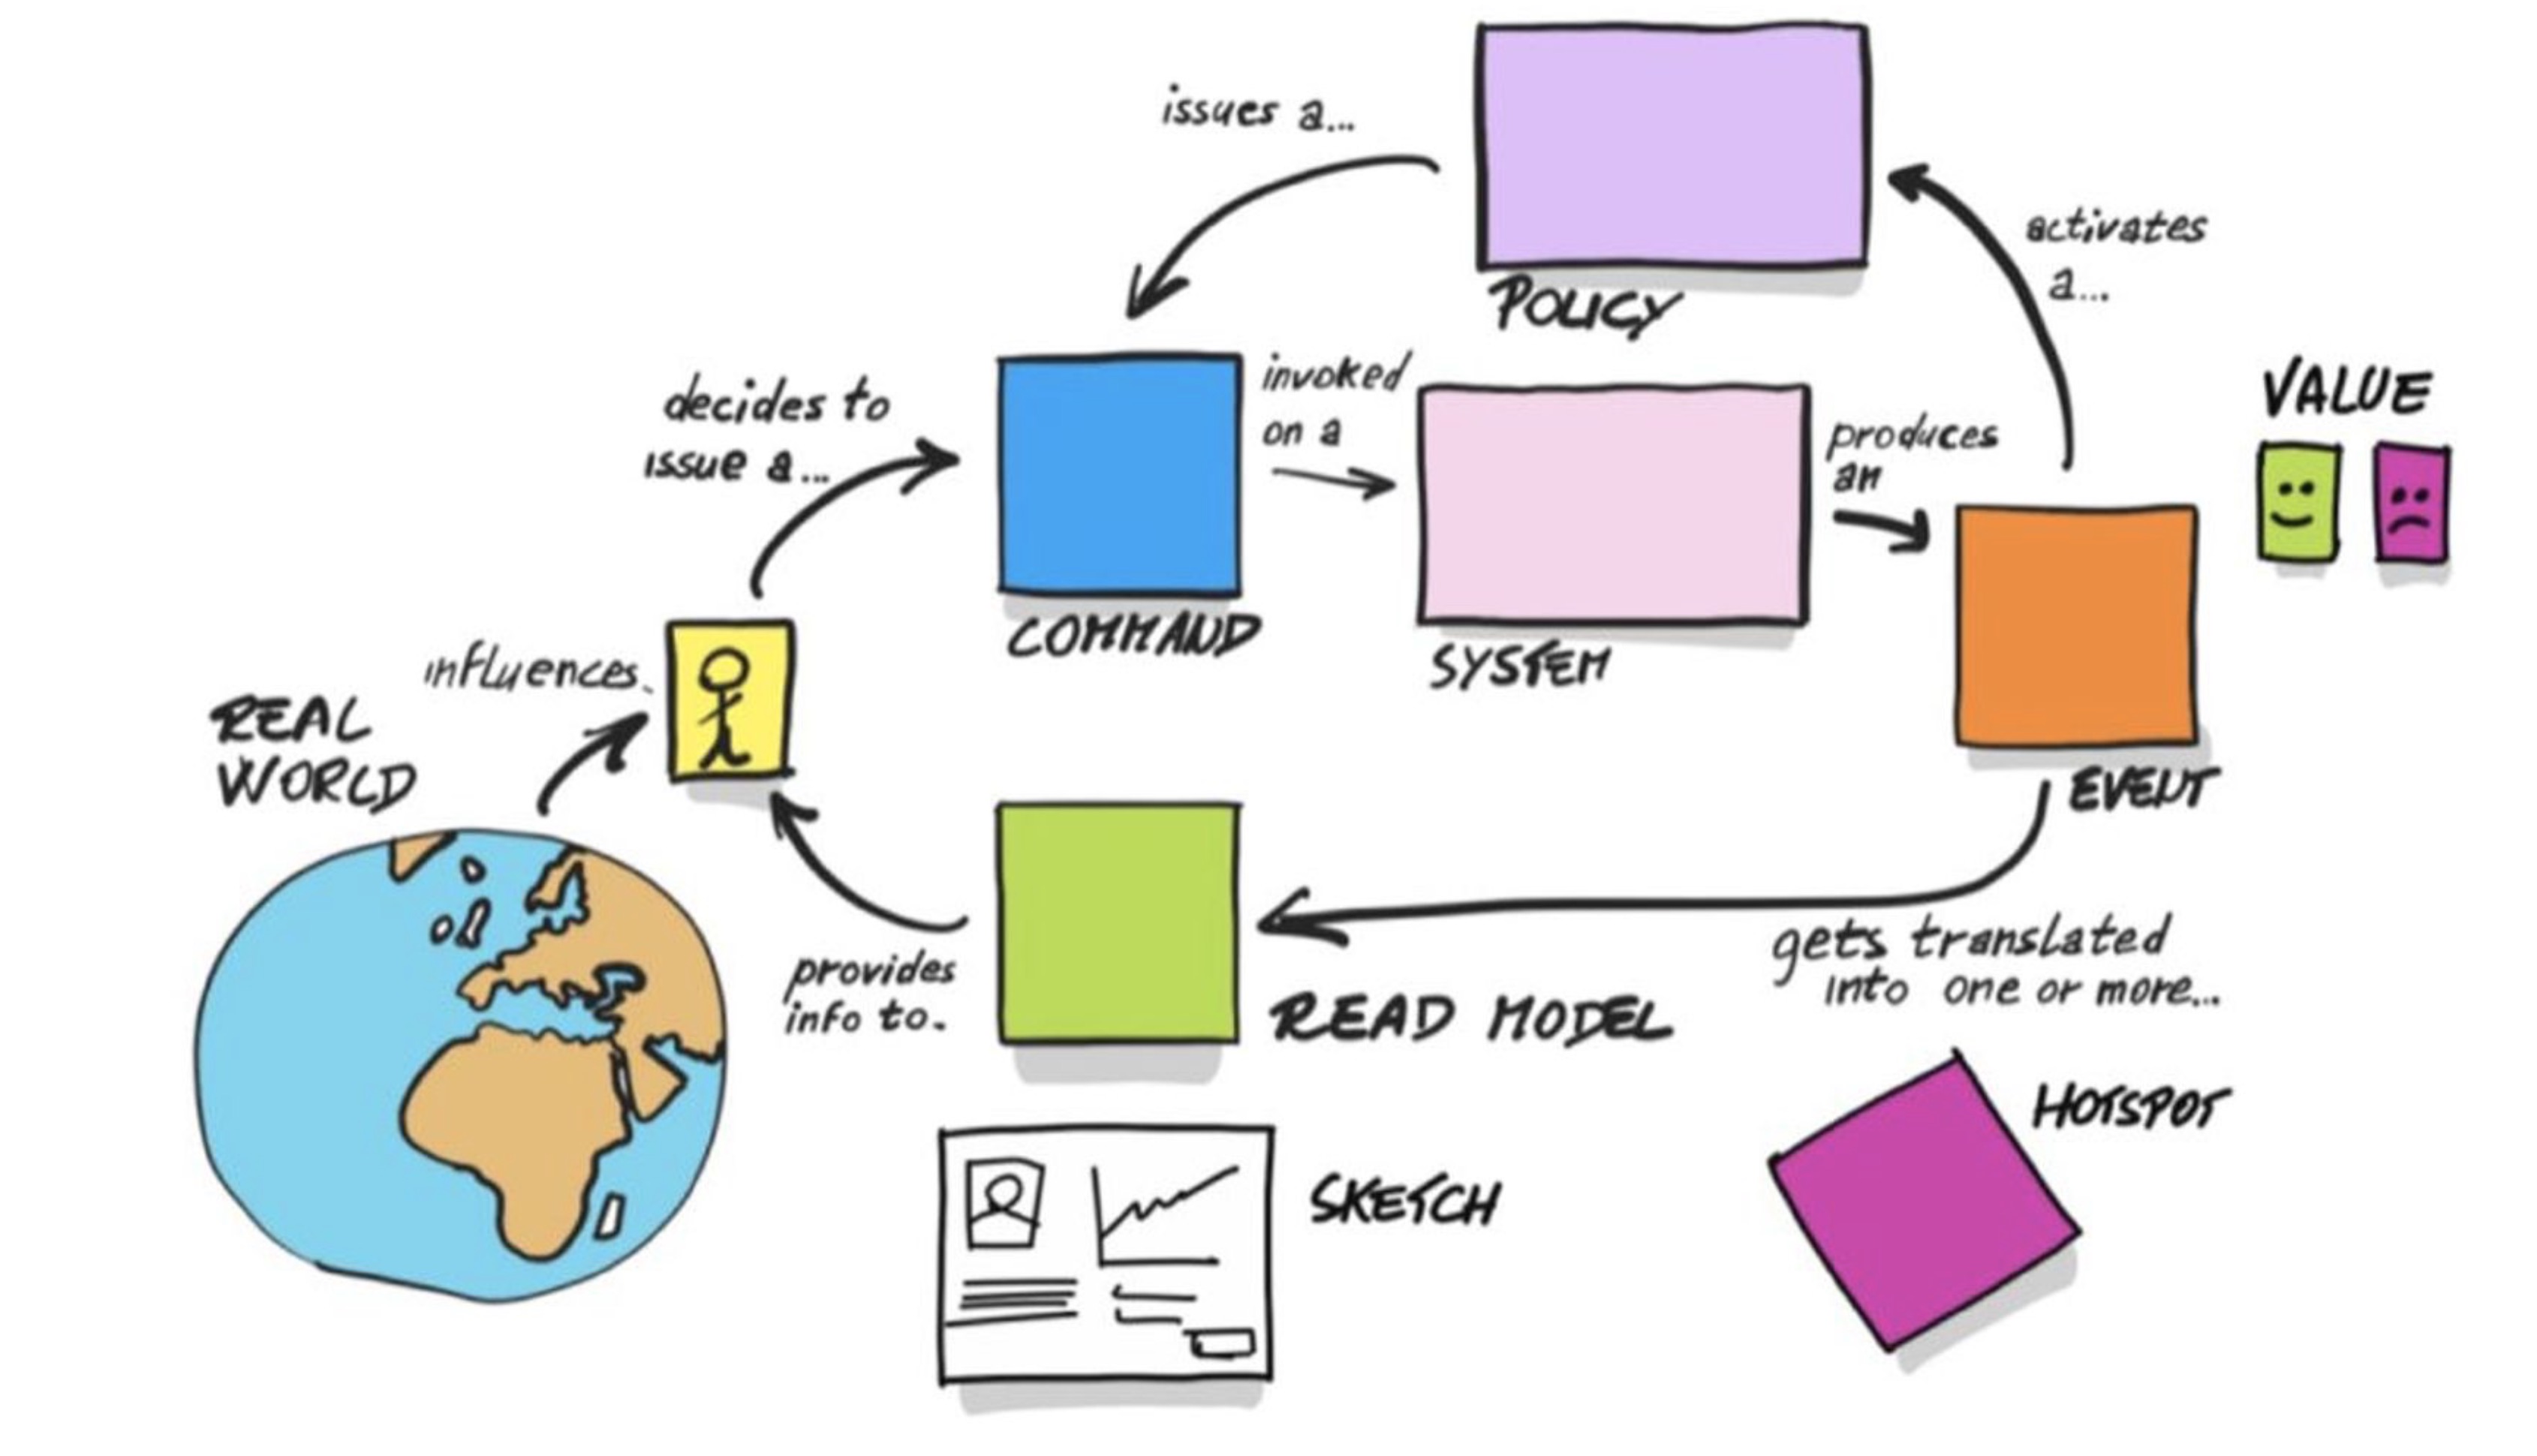 issues a...
POLICY
activates
a...
decides to
issue a...
invoked
on a
COMMAND
SYSTEM
produces
an
VALUE
EVENT
influences.
REAL
WORLD
provides
info to.
READ MODEL
gets translated
into one or more...
SKETCH
HOTSPOT